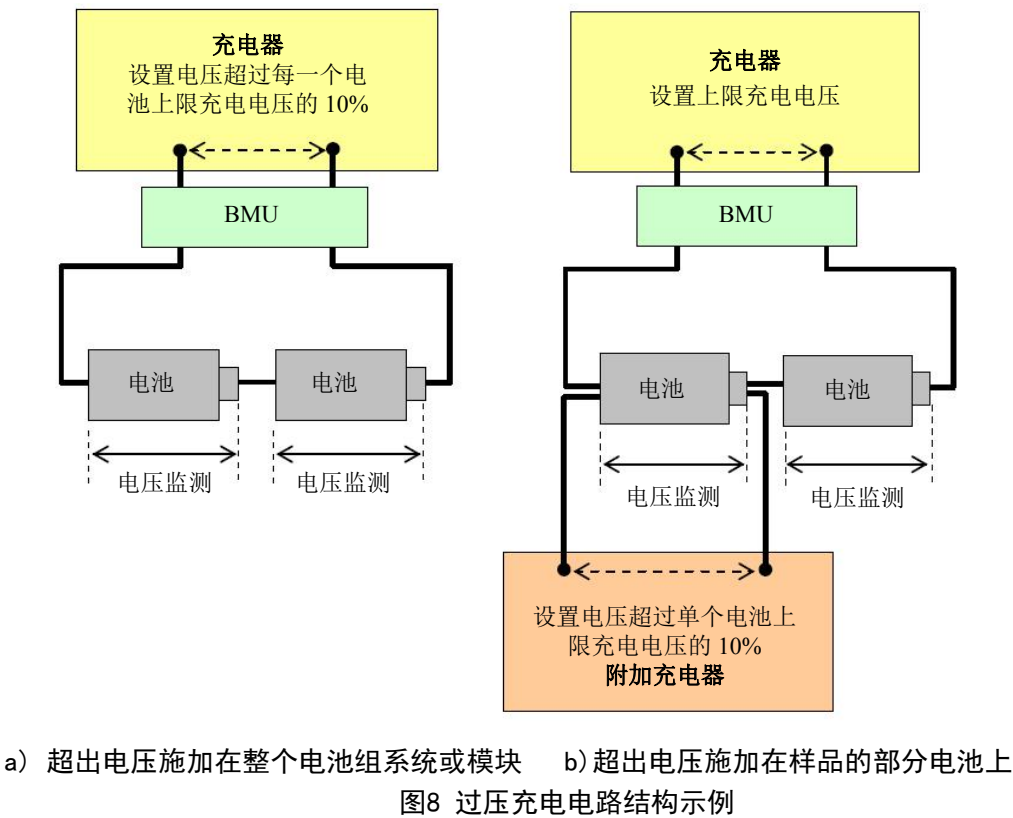 充电器
设置电压超过每一个电
池上限充电电压的 10%
BMU
电池
电池
电压监测
电压监测
充电器
设置上限充电电压
BMU
电池
电池
电压监测
电压监测
设置电压超过单个电池上
限充电电压的 10%
附加充电器
a) 超出电压施加在整个电池组系统或模块
b)超出电压施加在样品的部分电池上
图8 过压充电电路结构示例